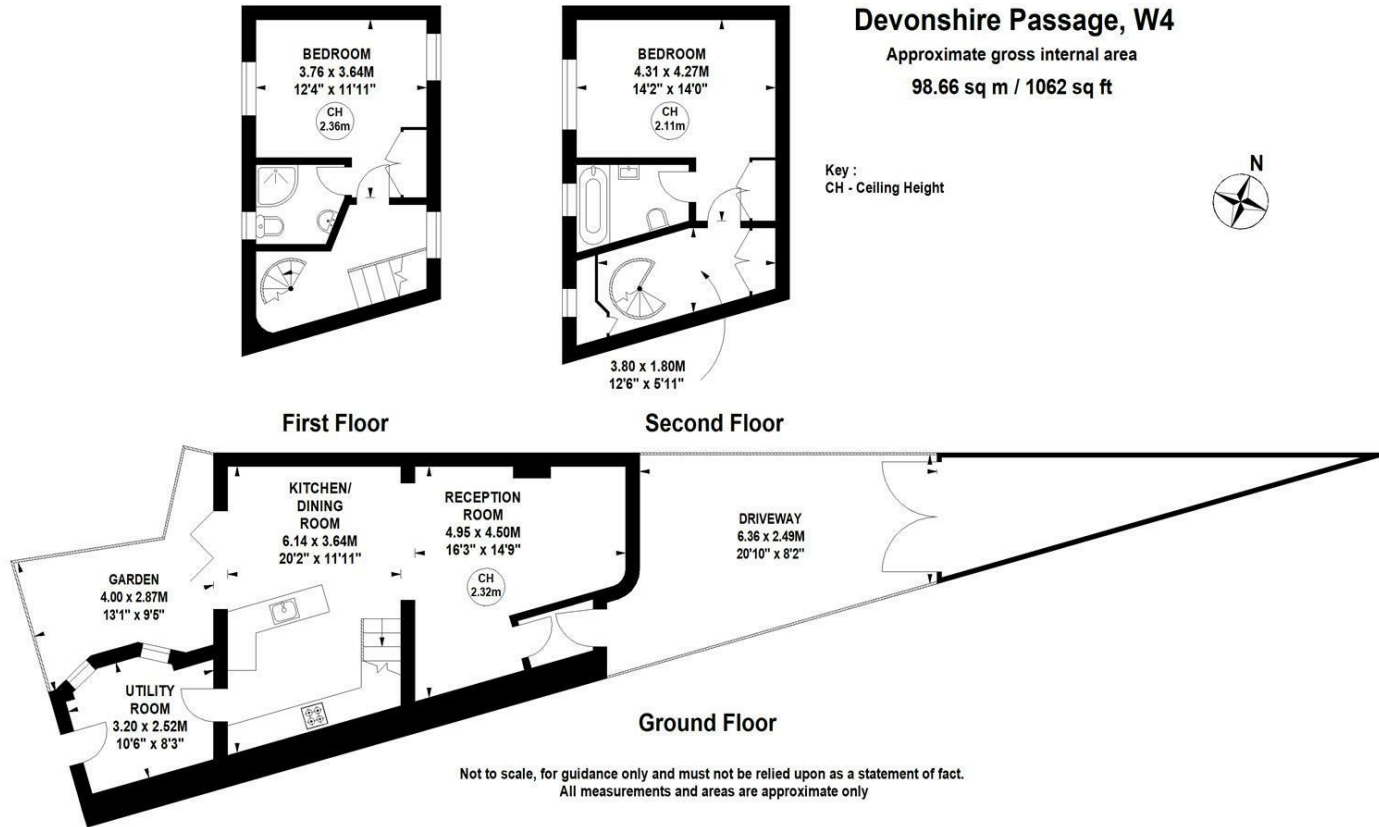 Devonshire Passage, W4
Approximate gross internal area
98.66 sq m / 1062 sq ft
Key :
CH - Ceiling Height
N
BEDROOM
3.76 x 3.64M
12'4" x 11'11"
CH
2.36m
BEDROOM
4.31 x 4.27M
14'2" x 14'0"
CH
2.11m
3.80 x 1.80M
12'6" x 5'11"
First Floor
Second Floor
KITCHEN/
DINING
ROOM
6.14 x 3.64M
20'2" x 11'11"
RECEPTION
ROOM
4.95 x 4.50M
16'3" x 14'9"
CH
2.32m
DRIVEWAY
6.36 x 2.49M
20'10" x 8'2"
GARDEN
4.00 x 2.87M
13'1" x 9'5"
UTILITY
ROOM
3.20 x 2.52M
10'6" x 8'3"
Ground Floor
Not to scale, for guidance only and must not be relied upon as a statement of fact.
All measurements and areas are approximate only